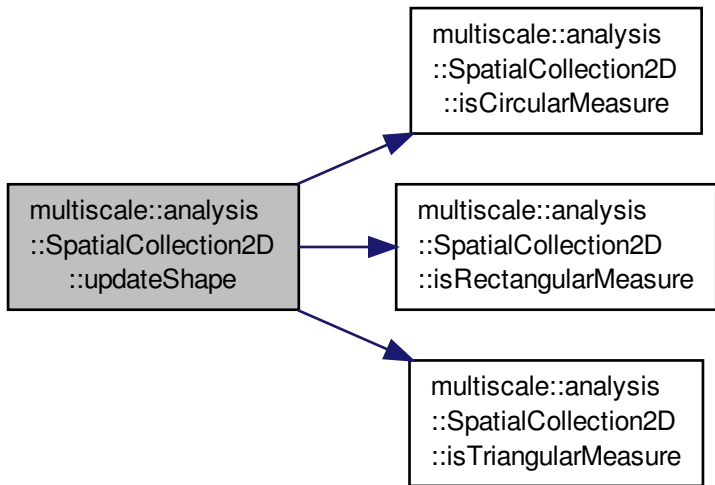 multiscale::analysis
::SpatialCollection2D
::isCircularMeasure
multiscale::analysis
::SpatialCollection2D
::updateShape
multiscale::analysis
::SpatialCollection2D
::isRectangularMeasure
multiscale::analysis
::SpatialCollection2D
::isTriangularMeasure